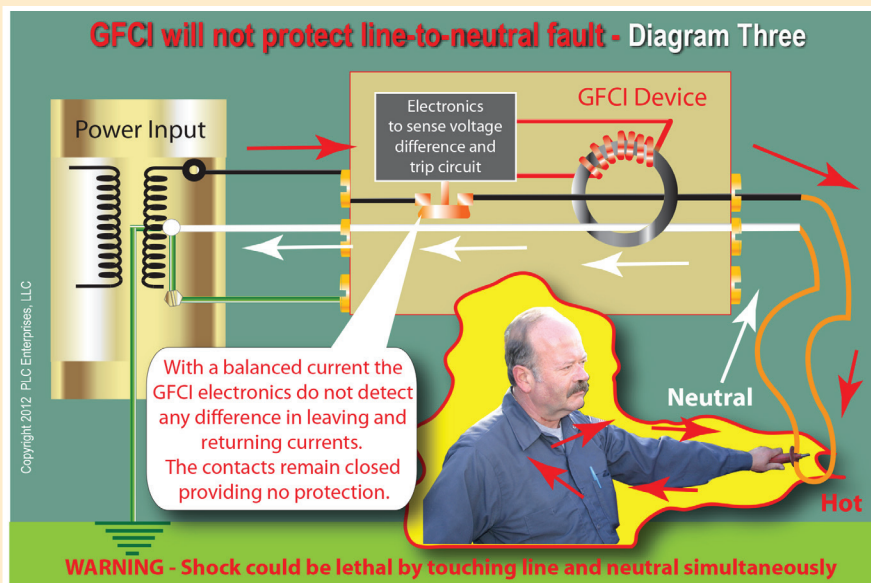 GFCI will not protect line-to-neutral fault - Diagram Three
Power Input
Electronics
to sense voltage
difference and
trip circuit
GFCI Device
With a balanced current the
GFCI electronics do not detect
any difference in leaving and
returning currents.
The contacts remain closed
providing no protection.
Neutral
Hot
Copyright 2012 PLC Enterprises, LLC
WARNING - Shock could be lethal by touching line and neutral simultaneously